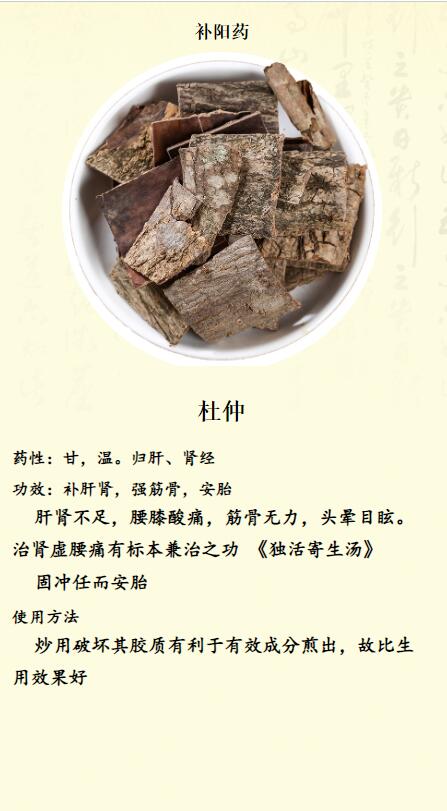 补阳药
杜仲
药性：甘，温。归肝、肾经
功效：补肝肾，强筋骨，安胎
肝肾不足，腰膝酸痛，筋骨无力，头晕目眩。
治肾虚腰痛有标本兼治之功 《独活寄生汤》
固冲任而安胎
使用方法
炒用破坏其胶质有利于有效成分煎出，故比生
用效果好